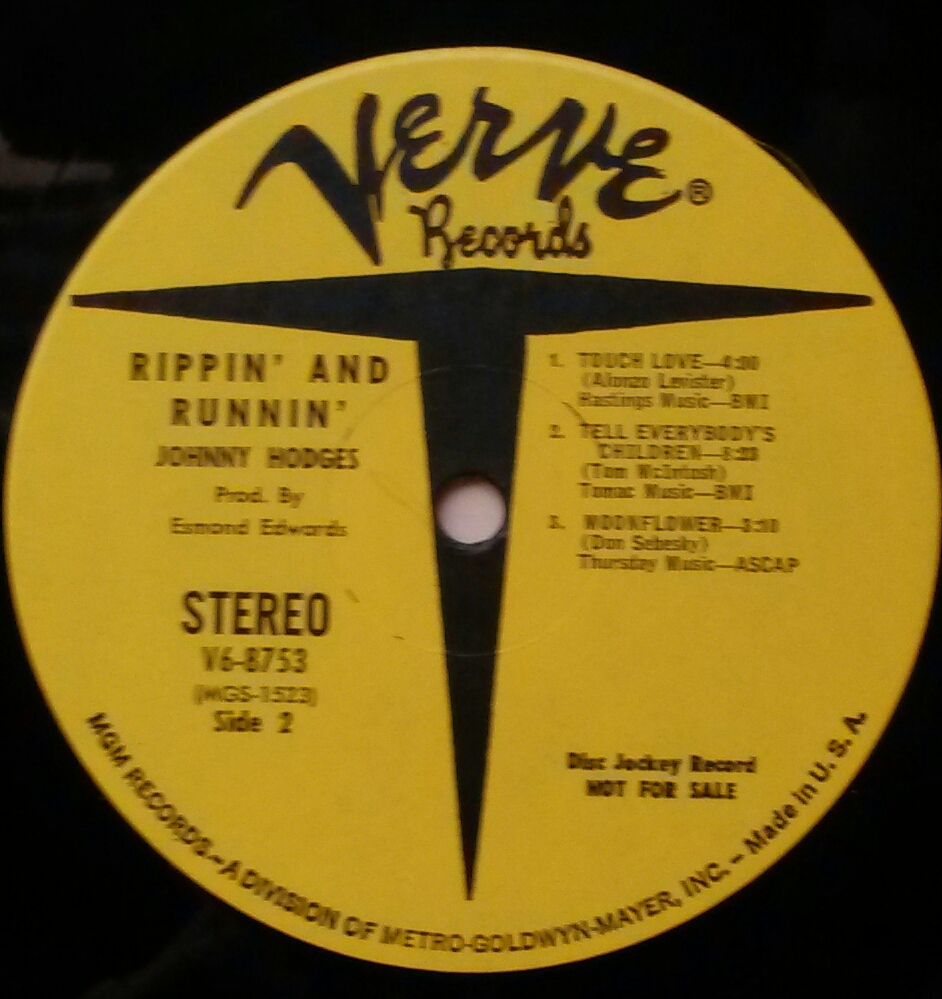 Verve
Records ®
RIPPIN' AND
RUNNIN'
JOHNNY HODGES
Prod. By
Esmond Edwards
STEREO
V6-8753
(MGS-1523)
Side 2
1. TOUCH LOVE—4:00
(Alonzo Levister)
Hastings Music—BMI
2. TELL EVERYBODY'S
CHILDREN—
(Tom McIntosh)
Tomac Music—BMI
3. MOONFLOWER—
(Don Sebesky)
Thursday Music—ASCAP
Disc Jockey Record
NOT FOR SALE
MGM RECORDS—A DIVISION OF METRO-GOLDWYN-MAYER, INC. – Made in U. S. A.